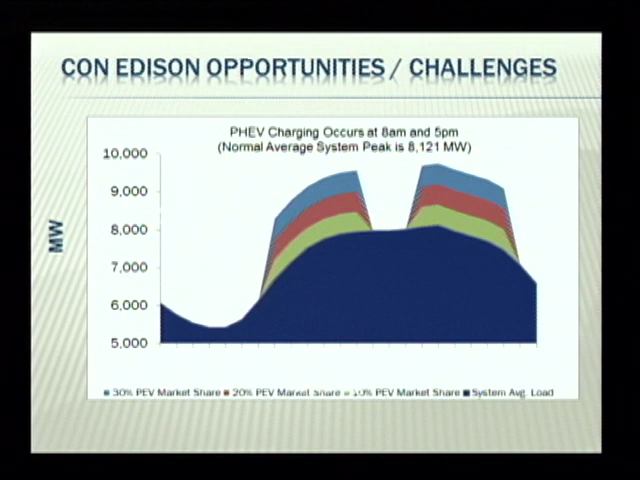 CON EDISON OPPORTUNITIES / CHALLENGES
PHEV Charging Occurs at 8am and 5pm
(Normal Average System Peak is 8,121 MW)
10,000
9,000
8,000
7,000
6,000
5,000
MW
30% PEV Market Share 20% PEV Market Share 10% PEV Market Share System Avg. Load